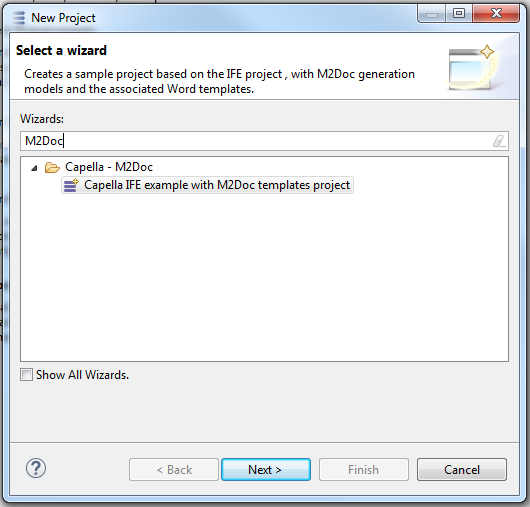 New Project
Select a wizard
Creates a sample project based on the IFE project , with M2Doc generation
models and the associated Word templates.
Wizards:
M2Doc
Capella - M2Doc
Capella IFE example with M2Doc templates project
Show All Wizards.
?
< Back
Next >
Finish
Cancel